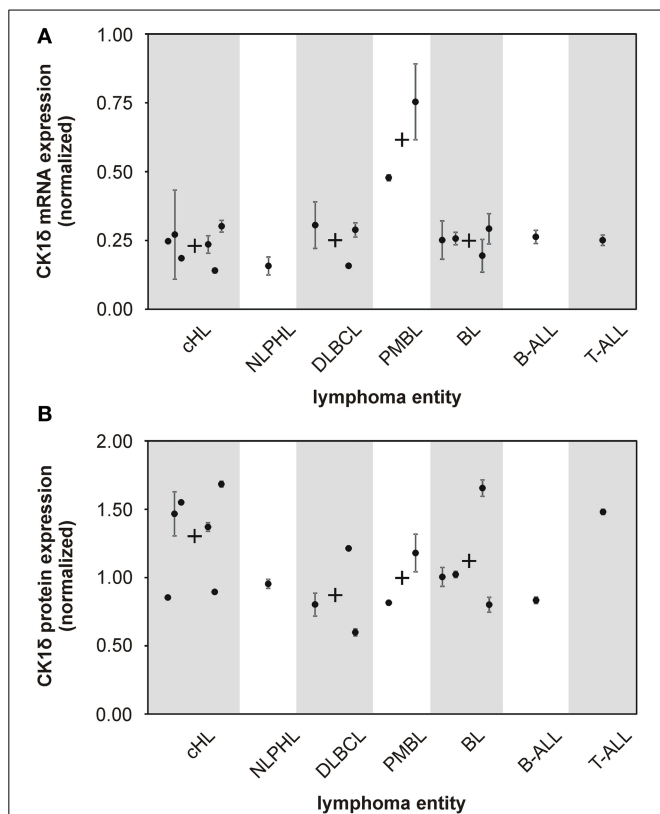 A
CK1δ mRNA expression
(normalized)
1.00
0.75
0.50
0.25
0.00
cHL
NLPHL
DLBCL
PMBL
BL
B-ALL
T-ALL
lymphoma entity
B
CK1δ protein expression
(normalized)
2.00
1.50
1.00
0.50
0.00
cHL
NLPHL
DLBCL
PMBL
BL
B-ALL
T-ALL
lymphoma entity